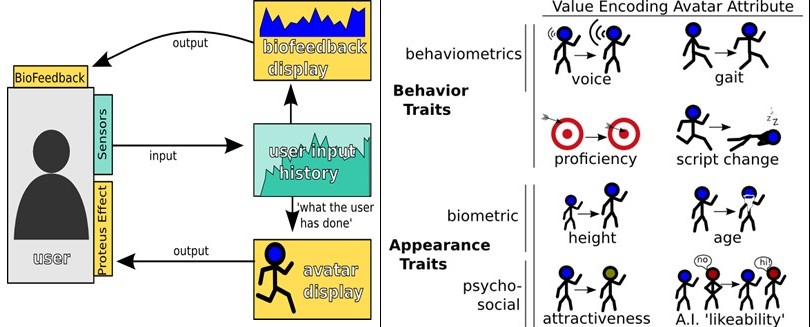 output
biofeedback
display
BioFeedback
Sensors
input
user input
history
'what the user
has done'
Proteus Effect
user
output
avatar
display
Value Encoding Avatar Attribute
behaviometrics
voice
gait
Behavior
Traits
proficiency
script change
z
z
biometric
height
age
Appearance
Traits
psycho-
social
no
hi!
attractiveness
A.I. 'likeability'